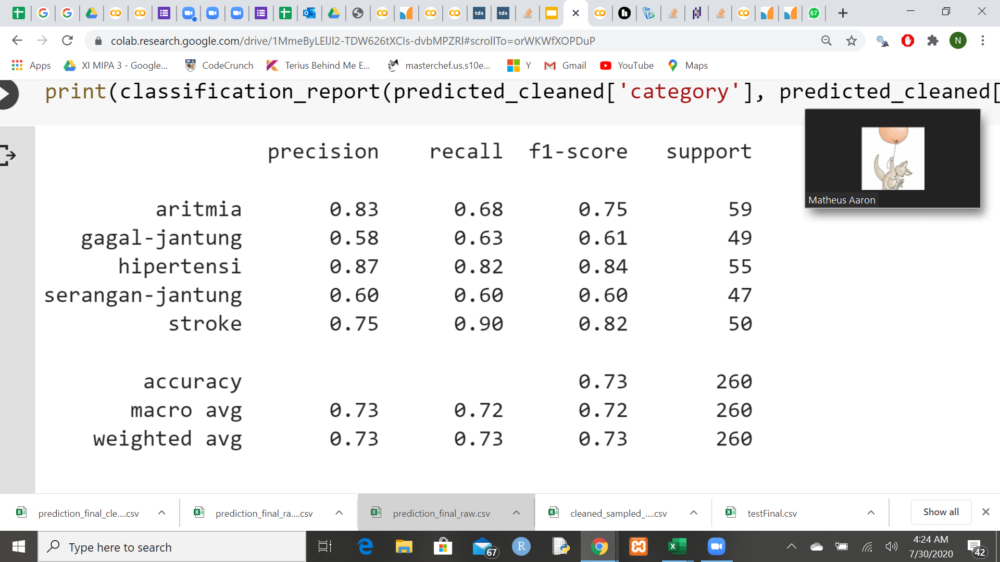 tds tds 67
colab.research.google.com/drive/1MmeByLElJl2-TDW626tXCIs-dvbMPZRl#scrollTo=orWKWfXOPDuP N
Apps XI MIPA 3 - Google... CodeCrunch Terius Behind Me E... masterchef.us.s10e... Y Gmail YouTube Maps
print(classification_report(predicted_cleaned['category'], predicted_cleaned[
precision recall f1-score support
Matheus Aaron
aritmia 0.83 0.68 0.75 59
gagal-jantung 0.58 0.63 0.61 49
hipertensi 0.87 0.82 0.84 55
serangan-jantung 0.60 0.60 0.60 47
stroke 0.75 0.90 0.82 50
accuracy 0.73 260
macro avg 0.73 0.72 0.72 260
weighted avg 0.73 0.73 0.73 260
prediction_final_cle....csv prediction_final_ra....csv prediction_final_raw.csv cleaned_sampled_....csv testFinal.csv Show all
Type here to search 67 R 4:24 AM
7/30/2020 42